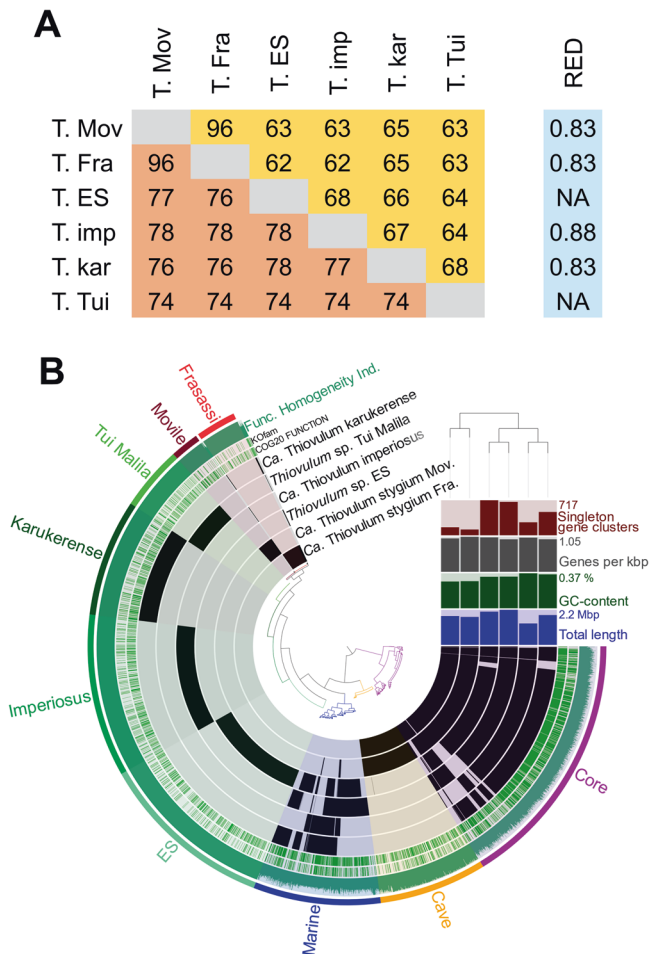 A
T. Mov
T. Fra
T. ES
T. imp
T. kar
T. Tui
RED
T. Mov 96 63 63 65 63 0.83
T. Fra 96 62 62 65 63 0.83
T. ES 77 76 68 66 64 NA
T. imp 78 78 78 67 64 0.88
T. kar 76 76 78 77 68 0.83
T. Tui 74 74 74 74 74 NA
B
Frasassi
Movile
Tui Malila
Karukerense
Imperiosus
ES
Marine
Cave
Core
Func. Homogeneity Ind.
KOfam
COG20 FUNCTION
Ca. Thiovulum karukerense
Thiovulum sp. Tui Malila
Ca. Thiovulum imperiosus
Thiovulum sp. ES
Ca. Thiovulum stygium Mov.
Ca. Thiovulum stygium Fra.
717
Singleton
gene clusters
1.05
Genes per kbp
0.37 %
GC-content
2.2 Mbp
Total length